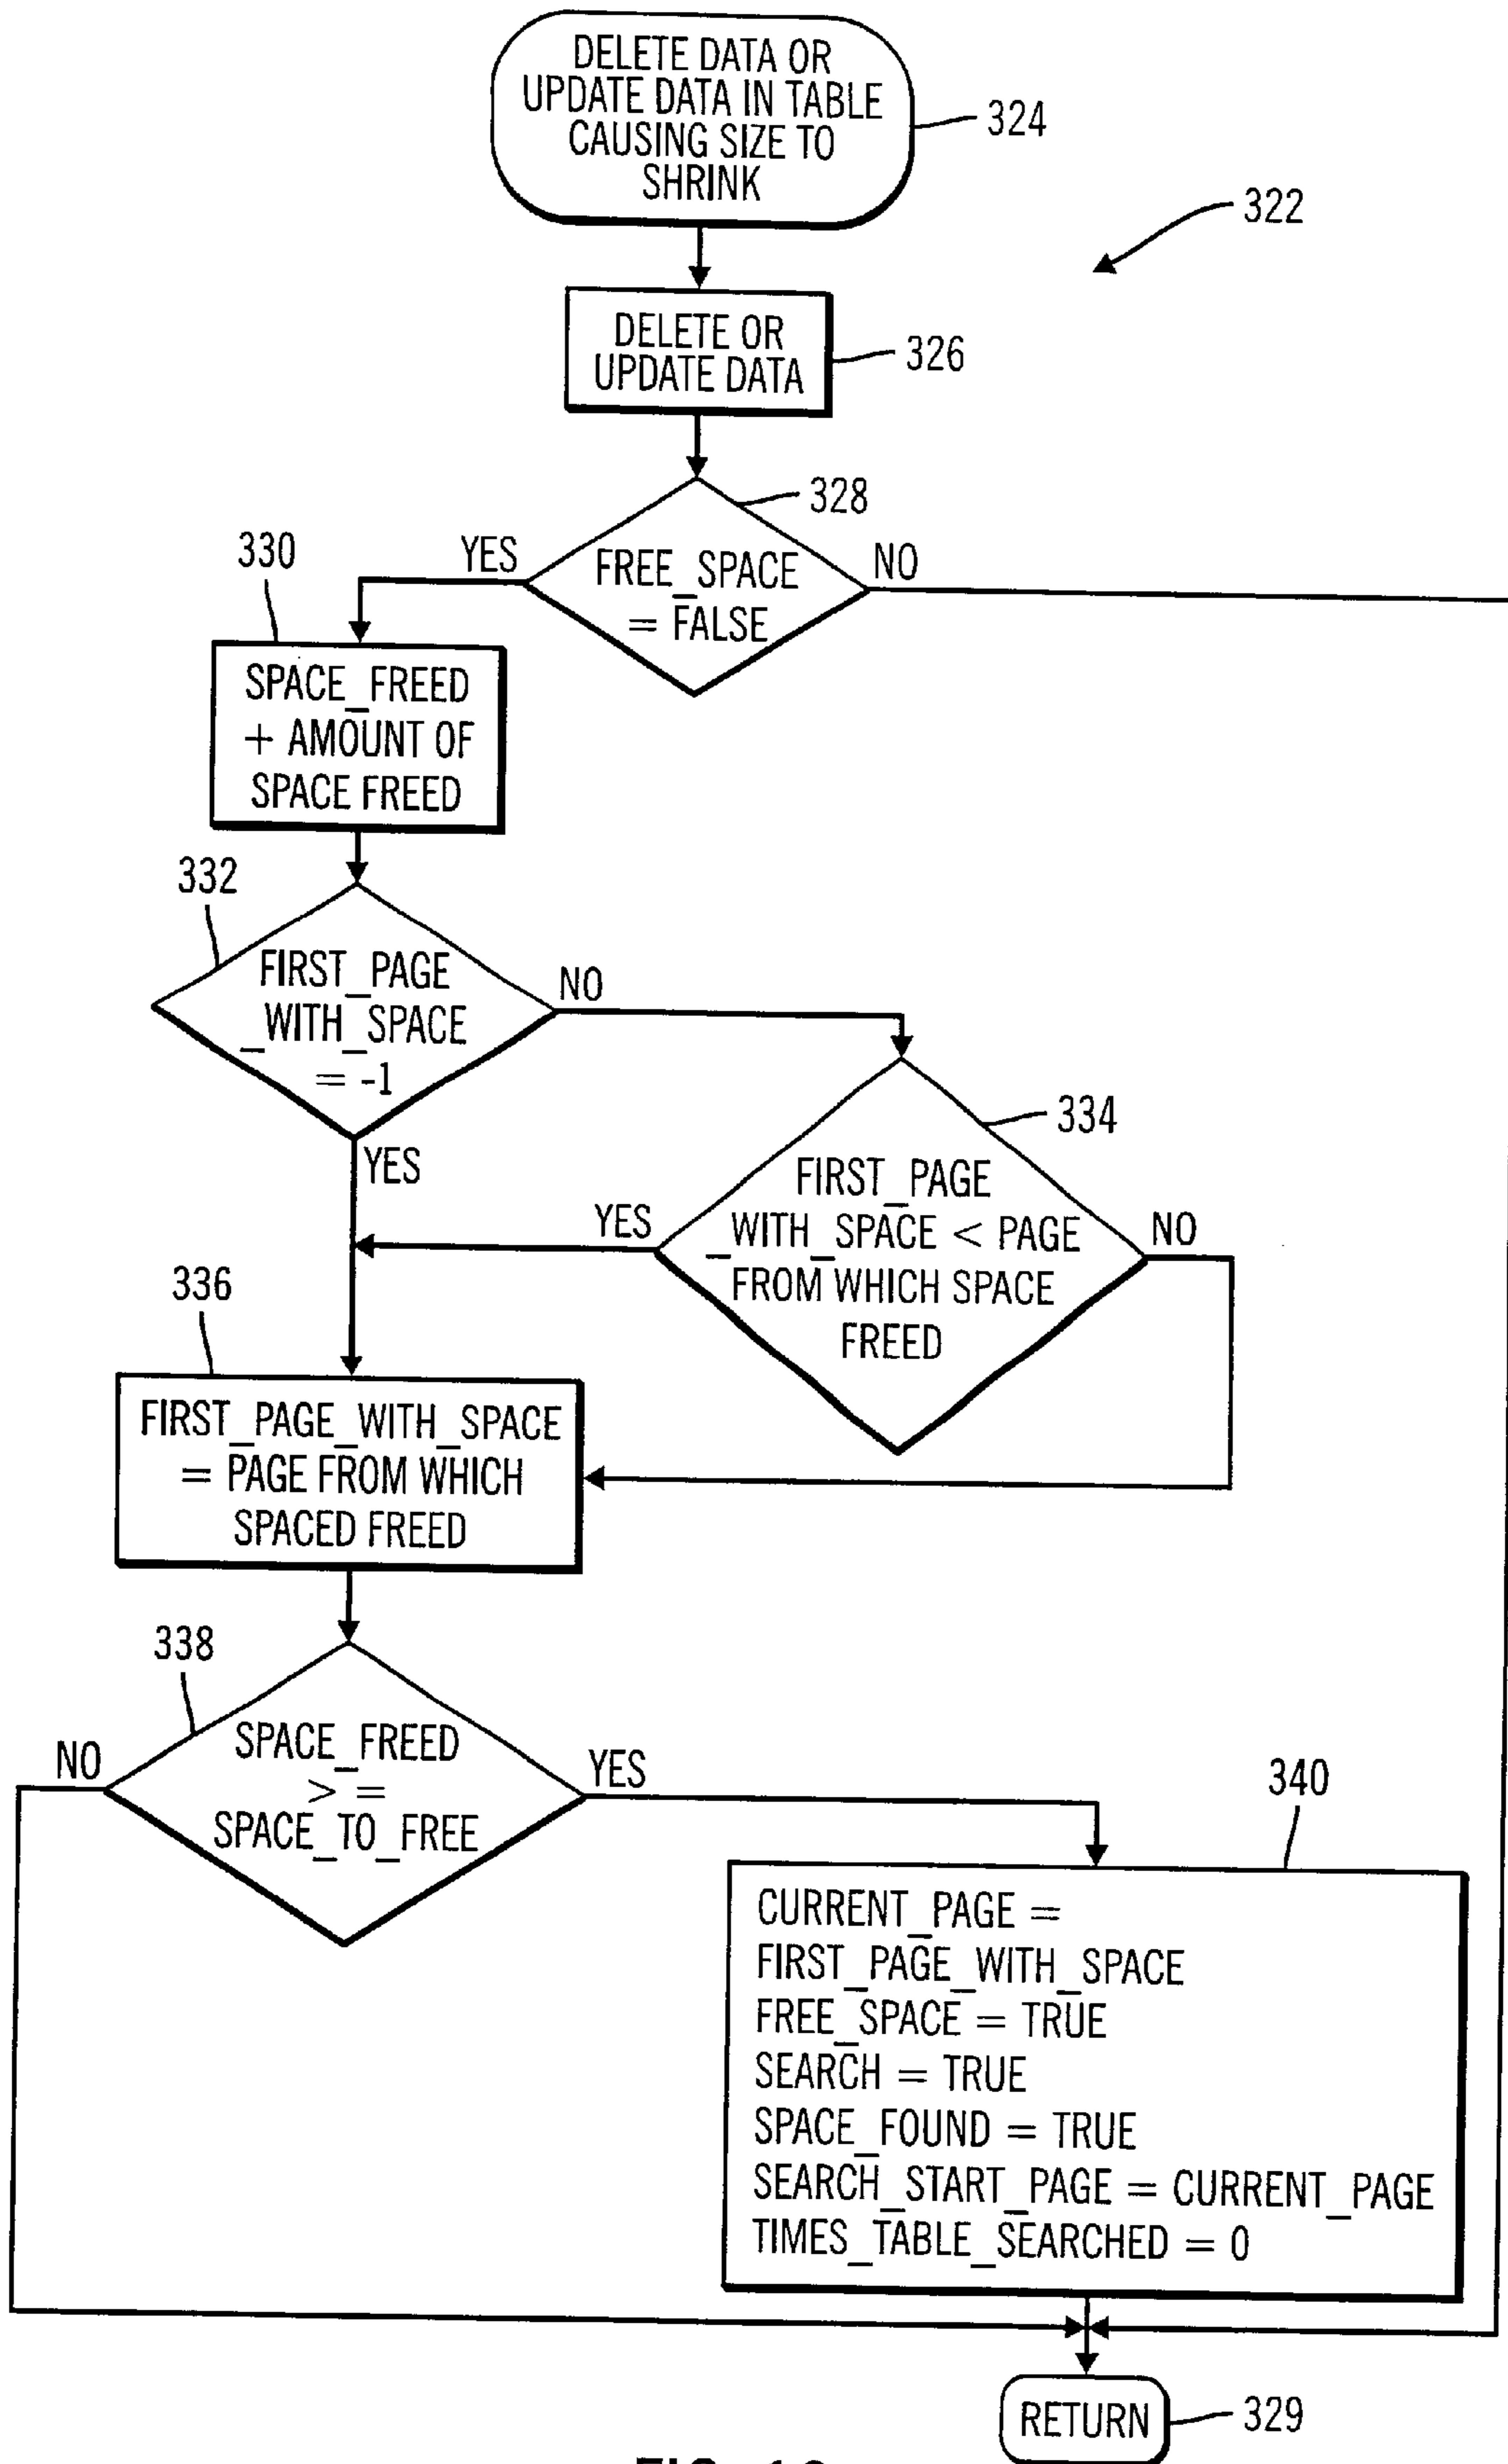 DELETE DATA OR
UPDATE DATA IN TABLE
CAUSING SIZE TO
SHRINK
324
322
DELETE OR
UPDATE DATA
326
328
FREE_SPACE
= FALSE
YES
NO
330
SPACE_FREED
+ AMOUNT OF
SPACE FREED
332
FIRST_PAGE
_WITH_SPACE
= -1
NO
YES
334
FIRST_PAGE
_WITH_SPACE < PAGE
FROM WHICH SPACE
FREED
YES
NO
336
FIRST_PAGE_WITH_SPACE
= PAGE FROM WHICH
SPACED FREED
338
SPACE_FREED
> =
SPACE_TO_FREE
NO
YES
340
CURRENT_PAGE =
FIRST_PAGE_WITH_SPACE
FREE_SPACE = TRUE
SEARCH = TRUE
SPACE_FOUND = TRUE
SEARCH_START_PAGE = CURRENT_PAGE
TIMES_TABLE_SEARCHED = 0
RETURN
329